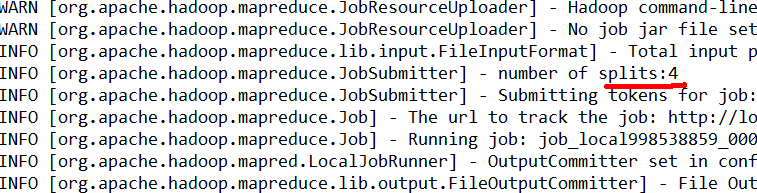 WARN [org.apache.hadoop.mapreduce.JobResourceUploader] - Hadoop command-line
WARN [org.apache.hadoop.mapreduce.JobResourceUploader] - No job jar file set
INFO [org.apache.hadoop.mapreduce.lib.input.FileInputFormat] - Total input p
INFO [org.apache.hadoop.mapreduce.JobSubmitter] - number of splits:4
INFO [org.apache.hadoop.mapreduce.JobSubmitter] - Submitting tokens for job:
INFO [org.apache.hadoop.mapreduce.Job] - The url to track the job: http://lo
INFO [org.apache.hadoop.mapreduce.Job] - Running job: job_local998538859_000
INFO [org.apache.hadoop.mapred.LocalJobRunner] - OutputCommitter set in conf
INFO [org.apache.hadoop.mapreduce.lib.output.FileOutputCommitter] - File Out